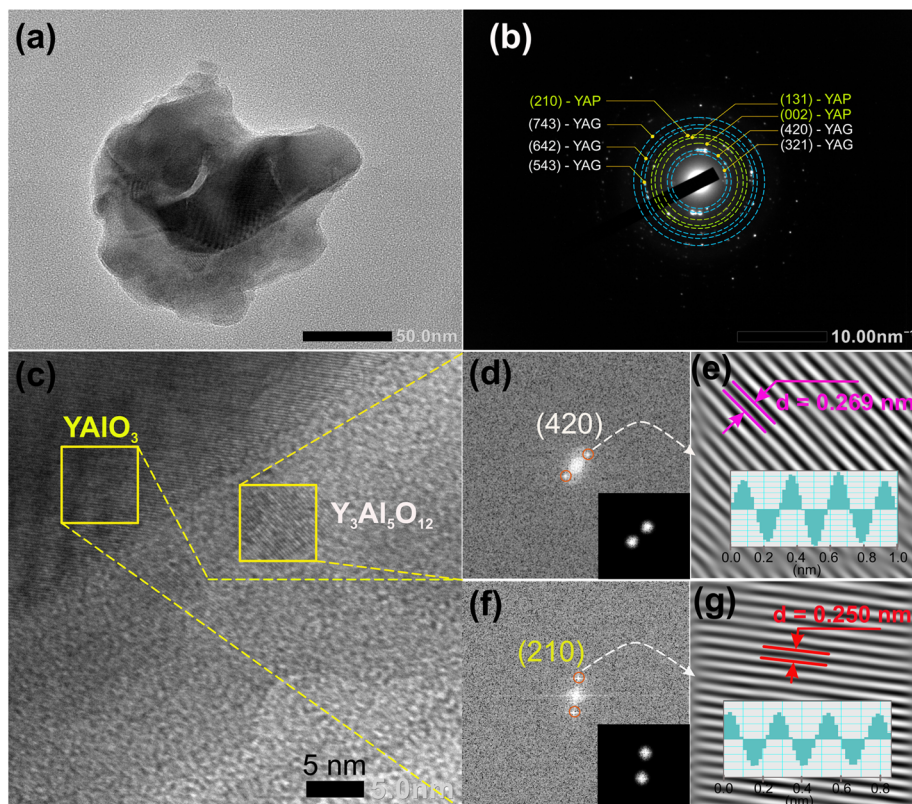 (a)
50.0nm
(b)
(210) - YAP
(743) - YAG
(642) - YAG
(543) - YAG
(131) - YAP
(002) - YAP
(420) - YAG
(321) - YAG
10.00nm⁻¹
(c)
YAlO₃
Y₃Al₅O₁₂
5 nm
5.0nm
(d)
(420)
(e)
d = 0.269 nm
0.0 0.2 0.4 0.6 0.8 1.0
(nm)
(f)
(210)
(g)
d = 0.250 nm
0.0 0.2 0.4 0.6 0.8
(nm)